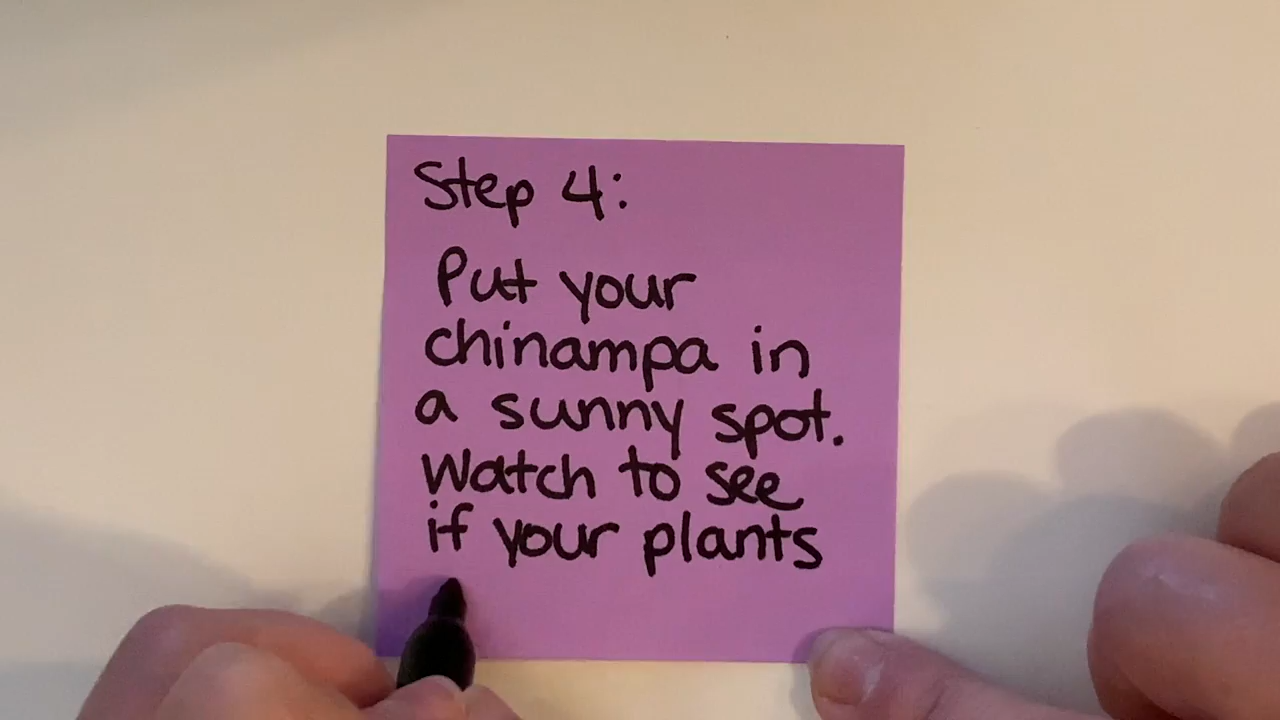 Step 4:
Put your
chinampa in
a sunny spot.
Watch to see
if your plants